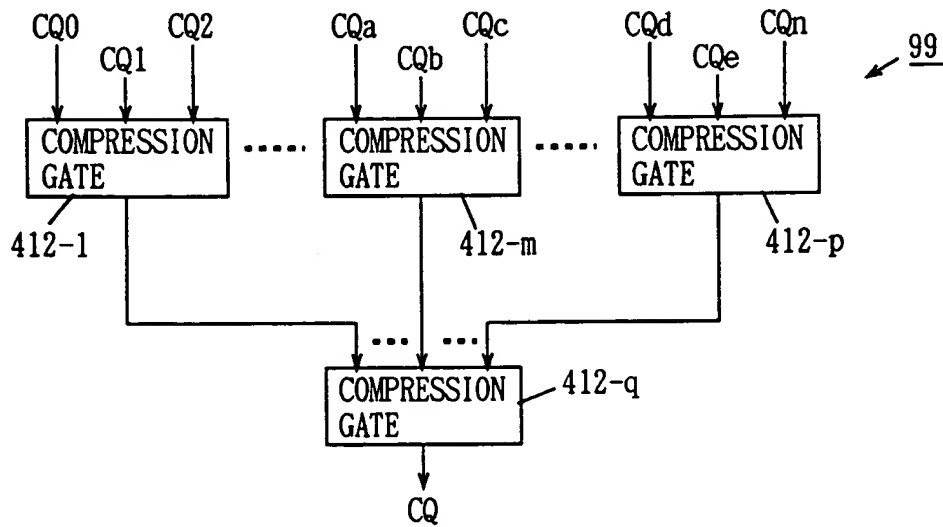 CQ0 CQ1 CQ2 CQa CQb CQc CQd CQe CQn 99
COMPRESSION GATE
COMPRESSION GATE
COMPRESSION GATE
412-1 412-m 412-p
COMPRESSION GATE
412-q
CQ